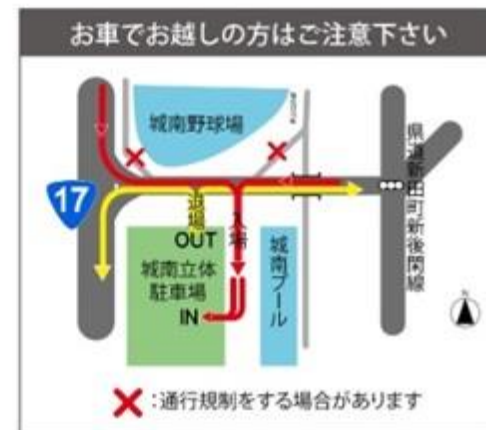 お車でお越しの方はご注意下さい
城南野球場
17
退場
OUT
入場
城南立体
駐車場
IN
城南プール
県道新田町新後閑線
N
✕:通行規制をする場合があります